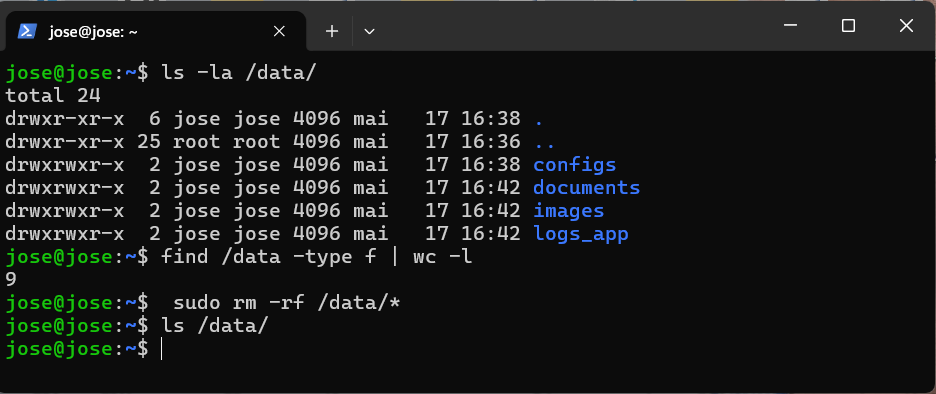 jose@jose: ~
jose@jose:~$ ls -la /data/
total 24
drwxr-xr-x  6 jose jose 4096 mai   17 16:38 .
drwxr-xr-x 25 root root 4096 mai   17 16:36 ..
drwxrwxr-x  2 jose jose 4096 mai   17 16:38 configs
drwxrwxr-x  2 jose jose 4096 mai   17 16:42 documents
drwxrwxr-x  2 jose jose 4096 mai   17 16:42 images
drwxrwxr-x  2 jose jose 4096 mai   17 16:42 logs_app
jose@jose:~$ find /data -type f | wc -l
9
jose@jose:~$  sudo rm -rf /data/*
jose@jose:~$ ls /data/
jose@jose:~$